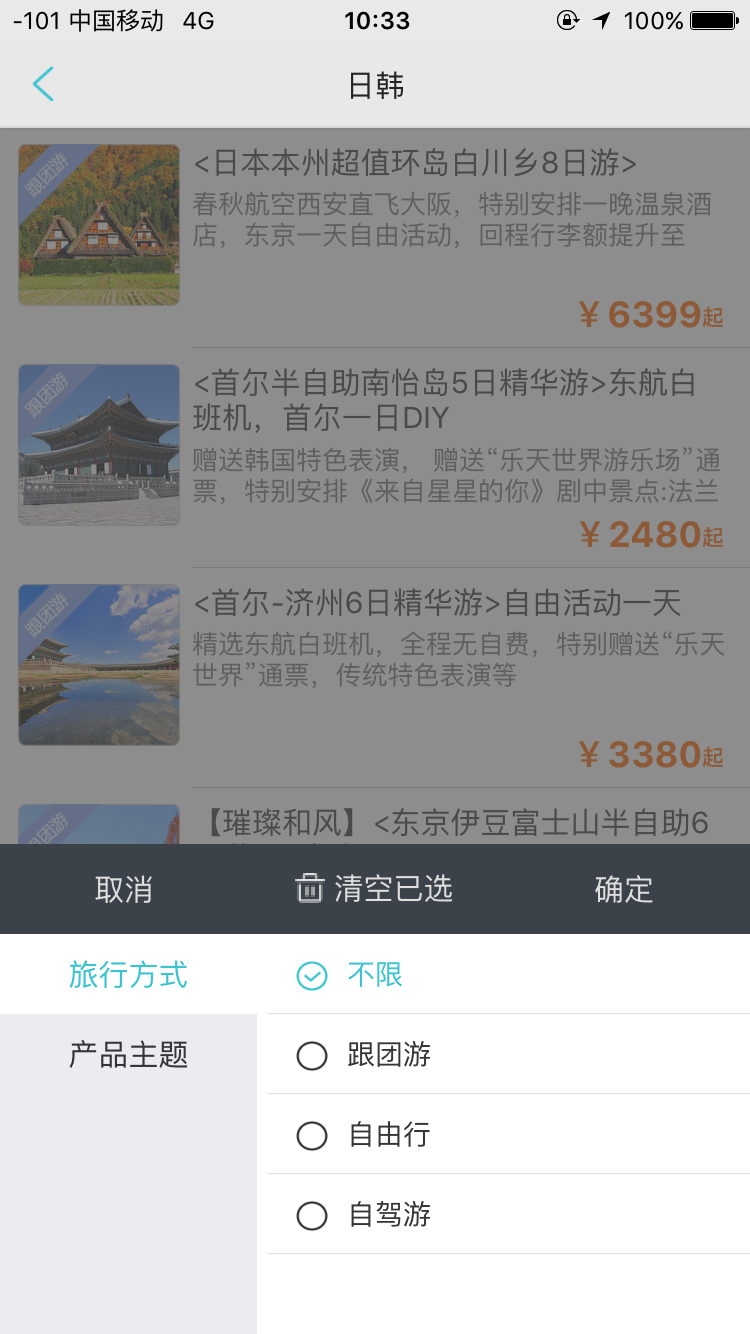 -101 中国移动 4G 10:33 100%
日韩
跟团游
<日本本州超值环岛白川乡8日游>
春秋航空西安直飞大阪，特别安排一晚温泉酒
店，东京一天自由活动，回程行李额提升至
¥ 6399起
跟团游
<首尔半自助南怡岛5日精华游>东航白
班机，首尔一日DIY
赠送韩国特色表演， 赠送“乐天世界游乐场”通
票，特别安排《来自星星的你》剧中景点:法兰
¥ 2480起
跟团游
<首尔-济州6日精华游>自由活动一天
精选东航白班机，全程无自费，特别赠送“乐天
世界”通票，传统特色表演等
¥ 3380起
跟团游
【璀璨和风】<东京伊豆富士山半自助6
取消
清空已选
确定
旅行方式
不限
产品主题
跟团游
自由行
自驾游